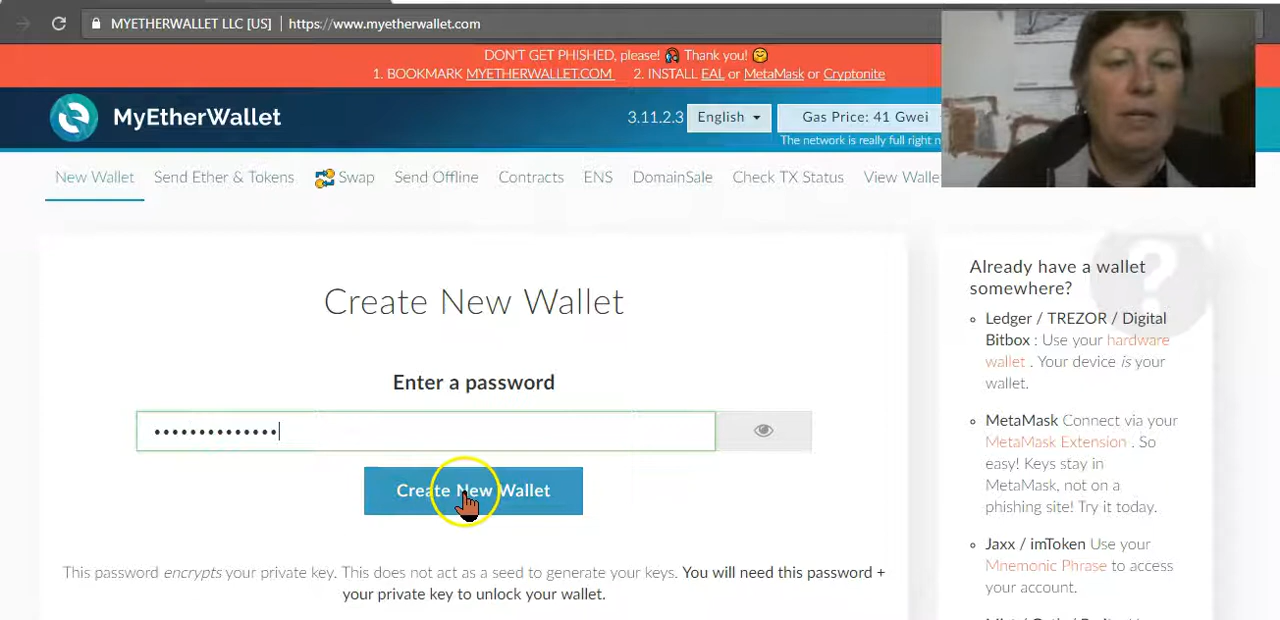 MYETHERWALLET LLC [US] https://www.myetherwallet.com
DON'T GET PHISHED, please! 🎣 Thank you! 🤗
1. BOOKMARK MYETHERWALLET.COM 2. INSTALL EAL or MetaMask or Cryptonite
MyEtherWallet
3.11.2.3 English Gas Price: 41 Gwei
The network is really full right n
New Wallet Send Ether & Tokens Swap Send Offline Contracts ENS DomainSale Check TX Status View Walle
Create New Wallet
Enter a password
••••••••••••••
Create New Wallet
This password encrypts your private key. This does not act as a seed to generate your keys. You will need this password +
your private key to unlock your wallet.
Already have a wallet
somewhere?
Ledger / TREZOR / Digital
Bitbox : Use your hardware
wallet . Your device is your
wallet.
MetaMask Connect via your
MetaMask Extension . So
easy! Keys stay in
MetaMask, not on a
phishing site! Try it today.
Jaxx / imToken Use your
Mnemonic Phrase to access
your account.